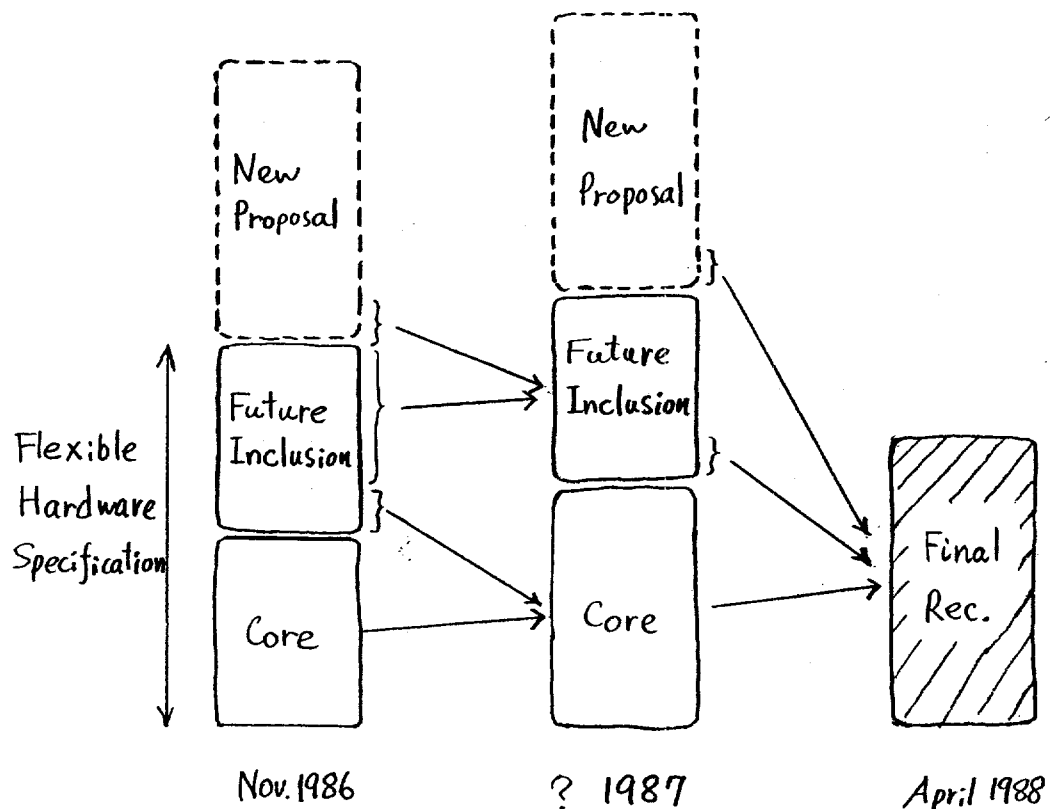 New
Proposal
Future
Inclusion
Core
Flexible
Hardware
Specification
Nov. 1986
New
Proposal
Future
Inclusion
Core
? 1987
Final
Rec.
April 1988